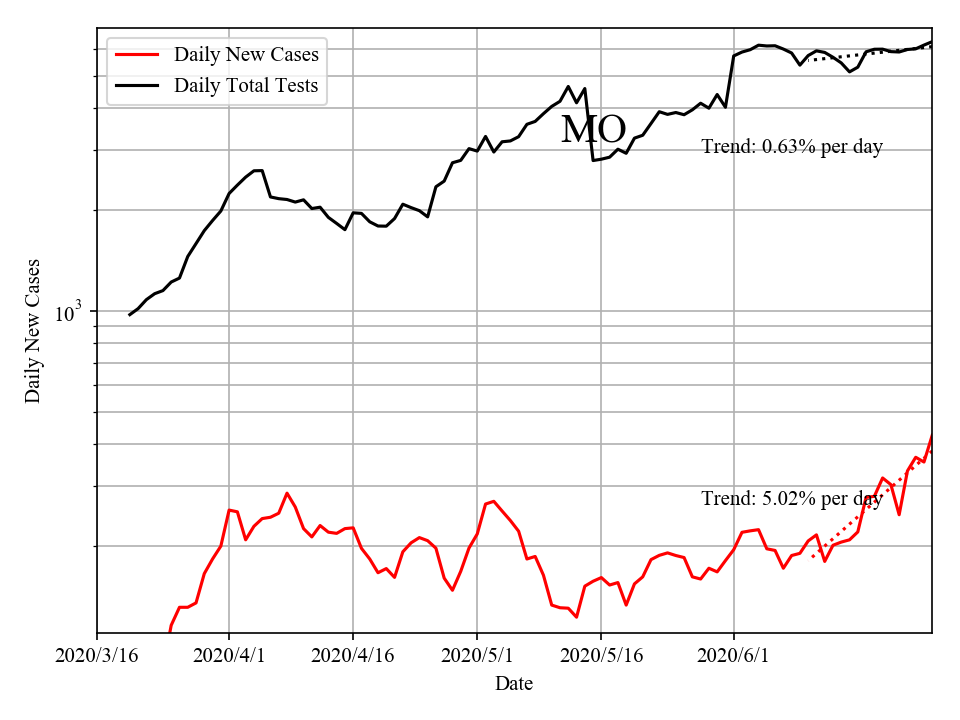 Daily New Cases
Daily Total Tests
MO
Trend: 0.63% per day
Trend: 5.02% per day
Daily New Cases
10³
2020/3/16
2020/4/1
2020/4/16
2020/5/1
2020/5/16
2020/6/1
Date